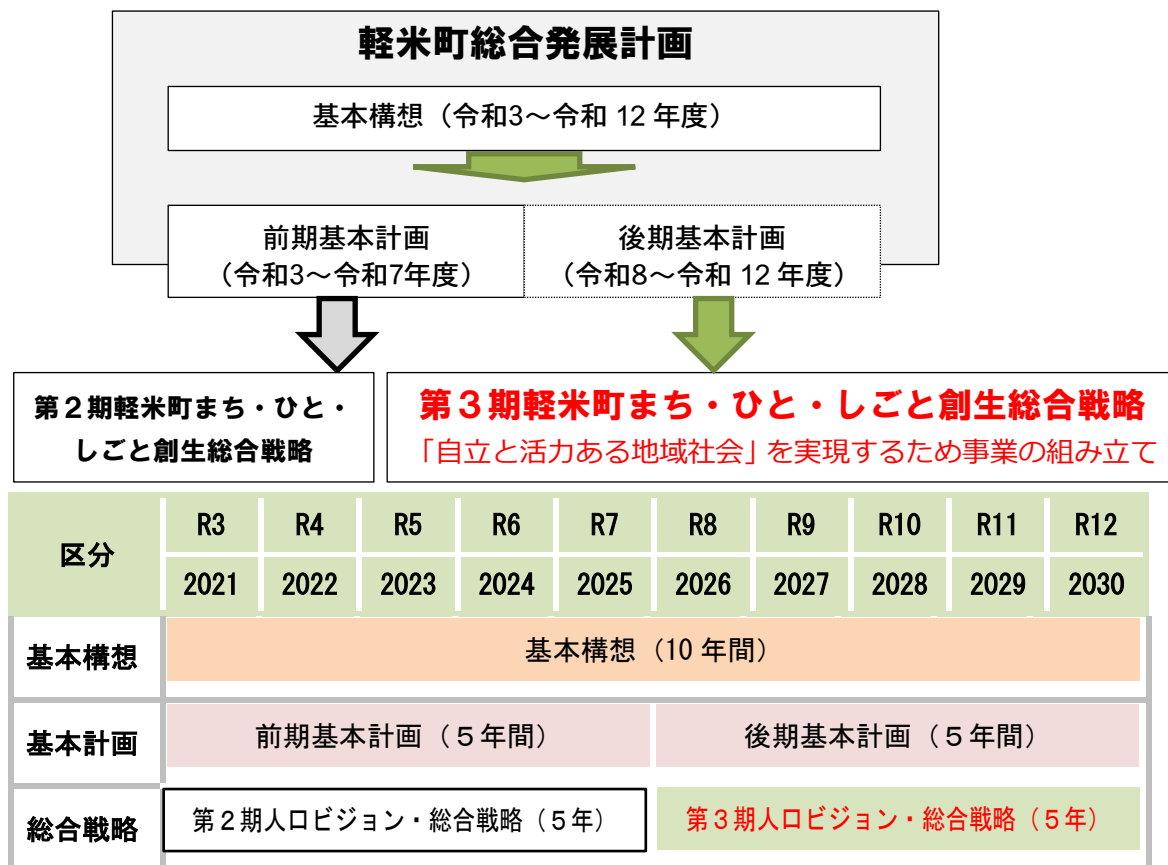 軽米町総合発展計画
基本構想（令和3～令和 12 年度）
前期基本計画
（令和3～令和7年度）
後期基本計画
（令和8～令和 12 年度）
第２期軽米町まち・ひと・
しごと創生総合戦略
第３期軽米町まち・ひと・しごと創生総合戦略
「自立と活力ある地域社会」を実現するため事業の組み立て
区分 R3 R4 R5 R6 R7 R8 R9 R10 R11 R12
2021 2022 2023 2024 2025 2026 2027 2028 2029 2030
基本構想 基本構想（10 年間）
基本計画 前期基本計画（５年間） 後期基本計画（５年間）
総合戦略 第２期人口ビジョン・総合戦略（５年） 第３期人口ビジョン・総合戦略（５年）